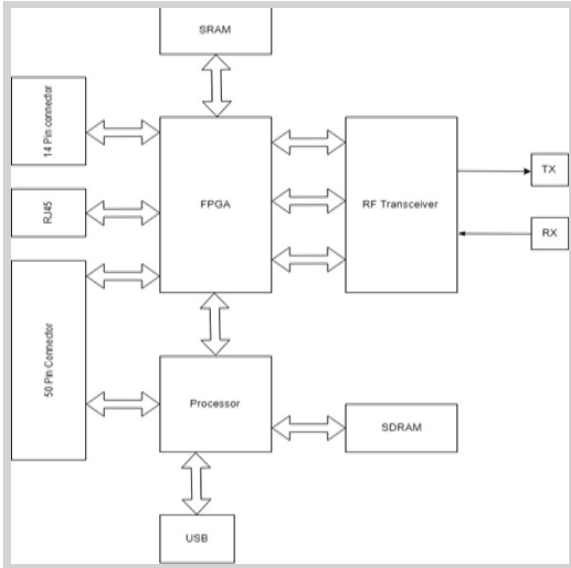 SRAM
14 Pin connector
FPGA
RF Transceiver
TX
RJ45
RX
50 Pin Connector
Processor
SDRAM
USB